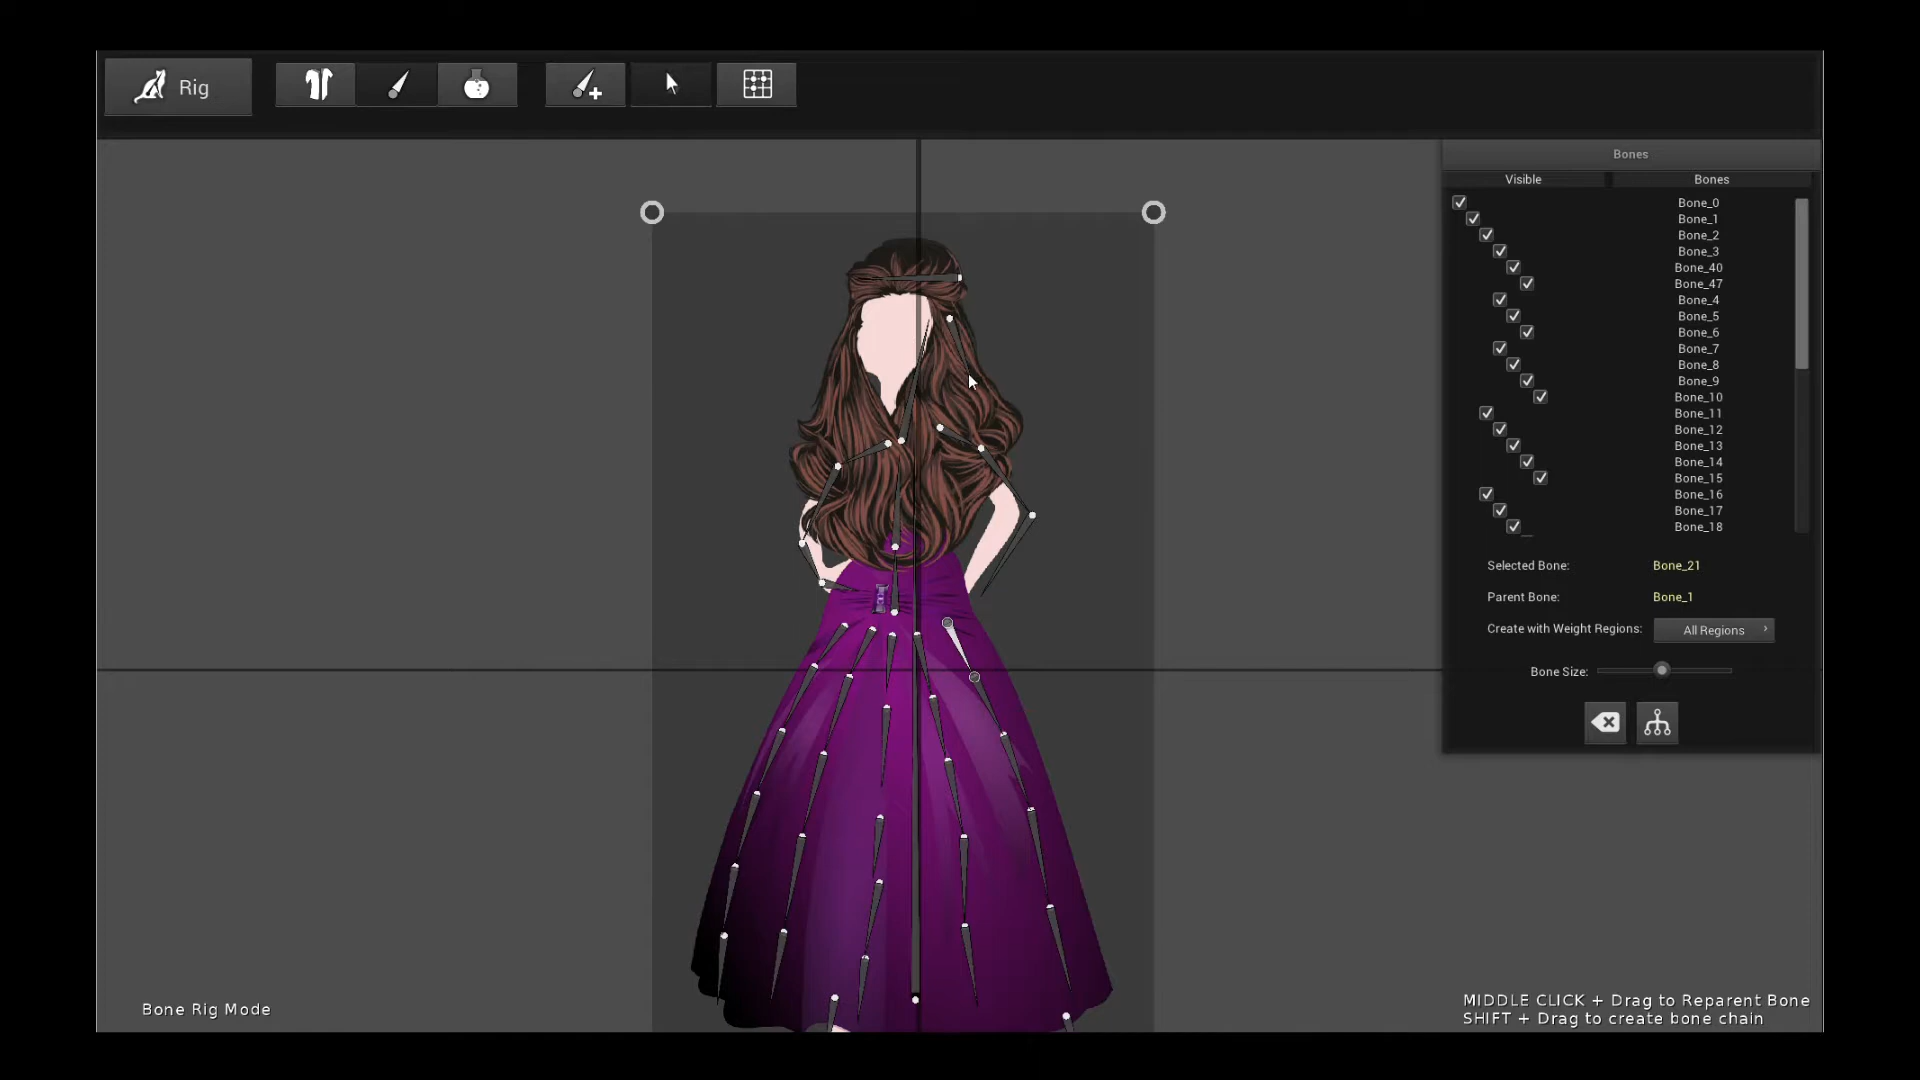 Rig
Bones
Visible Bones
Bone_0
Bone_1
Bone_2
Bone_3
Bone_40
Bone_47
Bone_4
Bone_5
Bone_6
Bone_7
Bone_8
Bone_9
Bone_10
Bone_11
Bone_12
Bone_13
Bone_14
Bone_15
Bone_16
Bone_17
Bone_18
Selected Bone: Bone_21
Parent Bone: Bone_1
Create with Weight Regions: All Regions
Bone Size:
Bone Rig Mode
MIDDLE CLICK + Drag to Reparent Bone
SHIFT + Drag to create bone chain